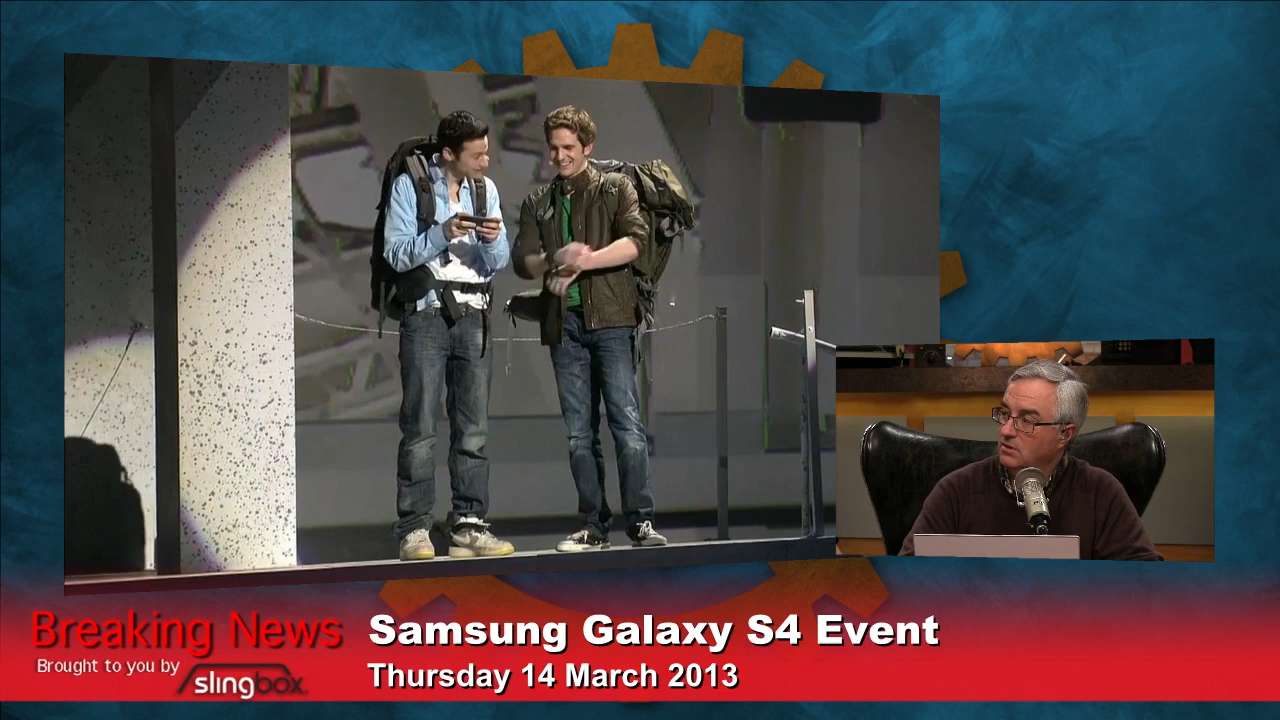 Breaking News
Brought to you by
slingbox
Samsung Galaxy S4 Event
Thursday 14 March 2013